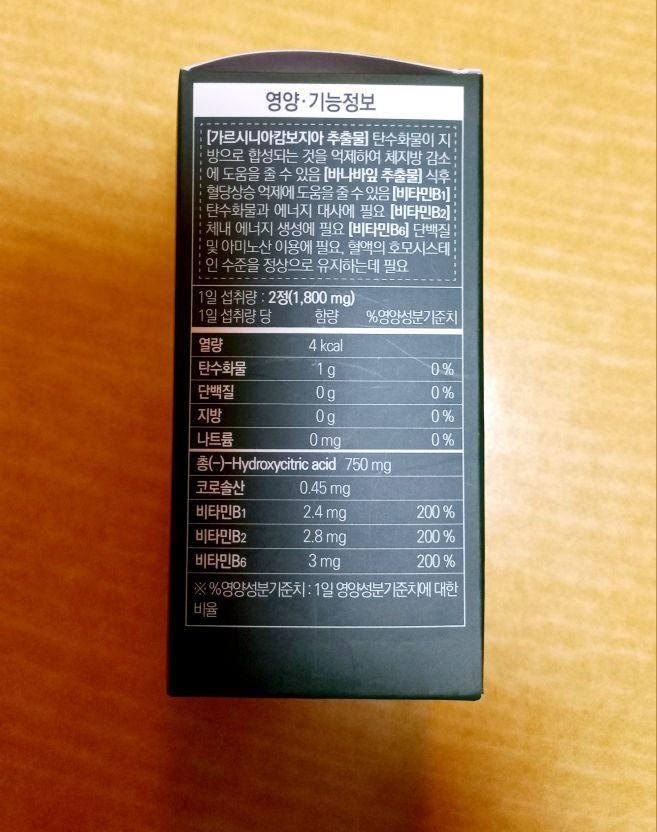 영양·기능정보
[가르시니아캄보지아 추출물] 탄수화물이 지
방으로 합성되는 것을 억제하여 체지방 감소
에 도움을 줄 수 있음 [바나바잎 추출물] 식후
혈당상승 억제에 도움을 줄 수 있음 [비타민B1]
탄수화물과 에너지 대사에 필요 [비타민B2]
체내 에너지 생성에 필요 [비타민B6] 단백질
및 아미노산 이용에 필요, 혈액의 호모시스테
인 수준을 정상으로 유지하는데 필요
1일 섭취량 : 2정(1,800 mg)
1일 섭취량 당 함량 %영양성분기준치
열량 4 kcal
탄수화물 1 g 0 %
단백질 0 g 0 %
지방 0 g 0 %
나트륨 0 mg 0 %
총(-)-Hydroxycitric acid 750 mg
코로솔산 0.45 mg
비타민B1 2.4 mg 200 %
비타민B2 2.8 mg 200 %
비타민B6 3 mg 200 %
※ %영양성분기준치 : 1일 영양성분기준치에 대한
비율